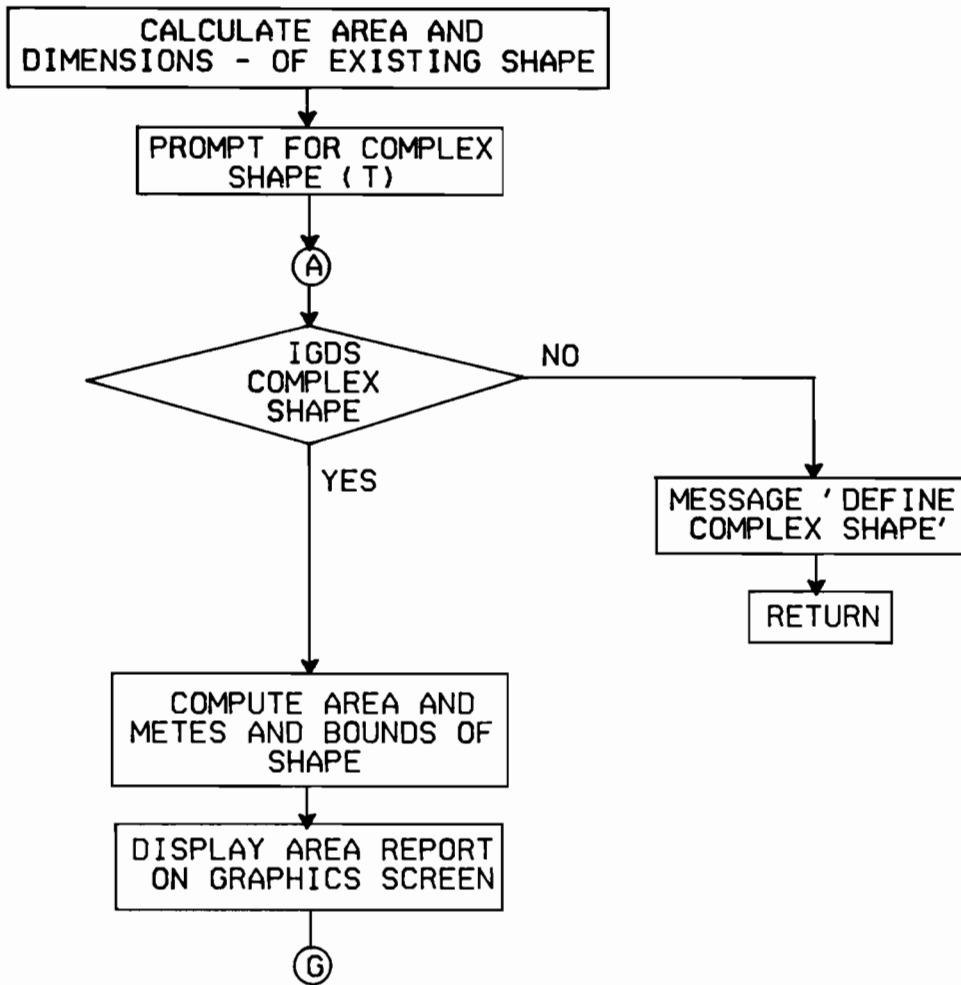 CALCULATE AREA AND
DIMENSIONS - OF EXISTING SHAPE
PROMPT FOR COMPLEX
SHAPE (T)
A
IGDS
COMPLEX
SHAPE
NO
YES
MESSAGE 'DEFINE
COMPLEX SHAPE'
RETURN
COMPUTE AREA AND
METES AND BOUNDS OF
SHAPE
DISPLAY AREA REPORT
ON GRAPHICS SCREEN
G